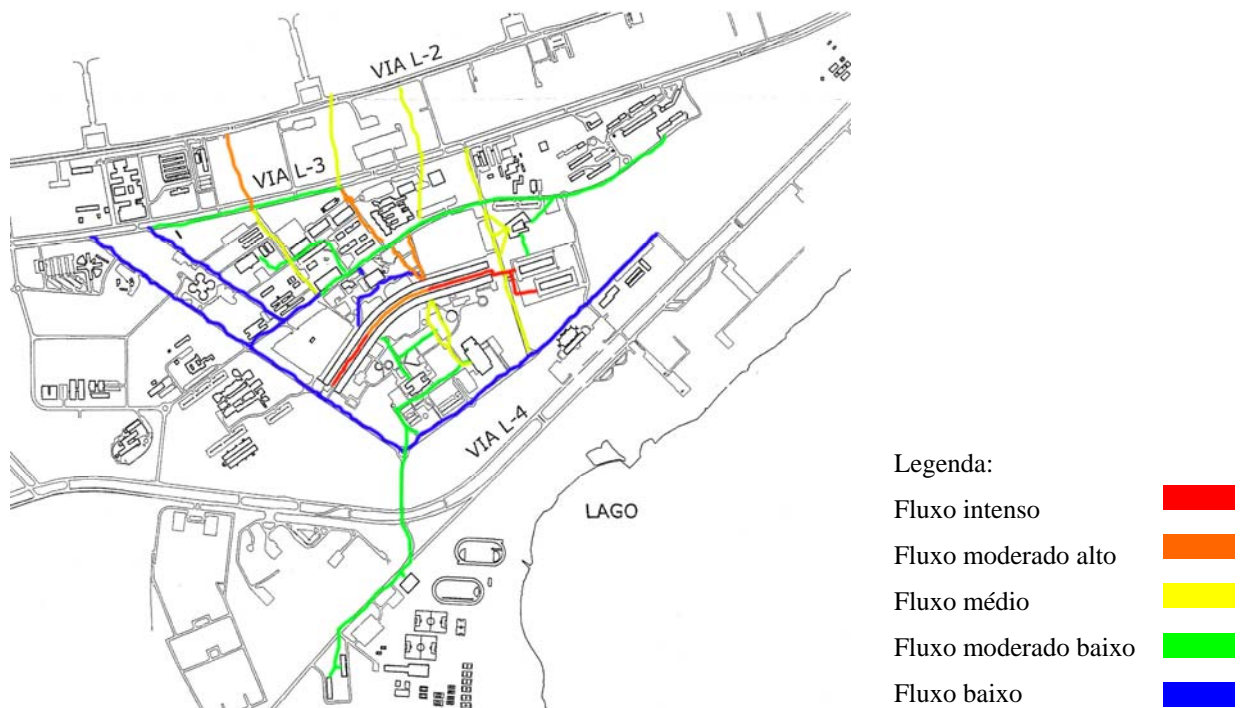 VIA L-2
VIA L-3
VIA L-4
LAGO
Legenda:
Fluxo intenso
Fluxo moderado alto
Fluxo médio
Fluxo moderado baixo
Fluxo baixo